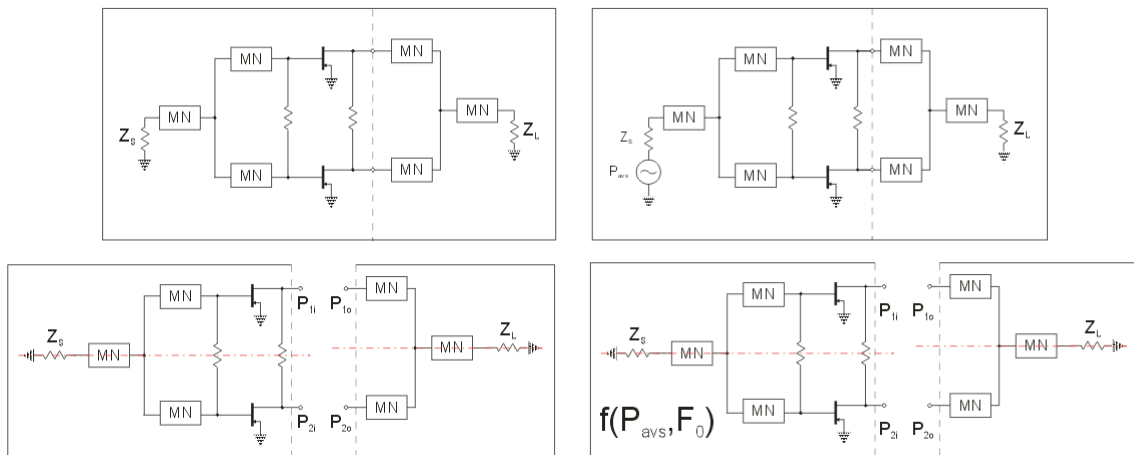 MN MN
MN MN
Z_S Z_L
MN MN
MN MN
MN MN
Z_S Z_L
P_avs
MN MN
P_1i P_1o MN
MN
Z_S MN MN Z_L
MN P_2i P_2o MN
P_1i P_1o MN
MN
Z_S MN MN Z_L
MN MN
f(P_avs,F_0) P_2i P_2o